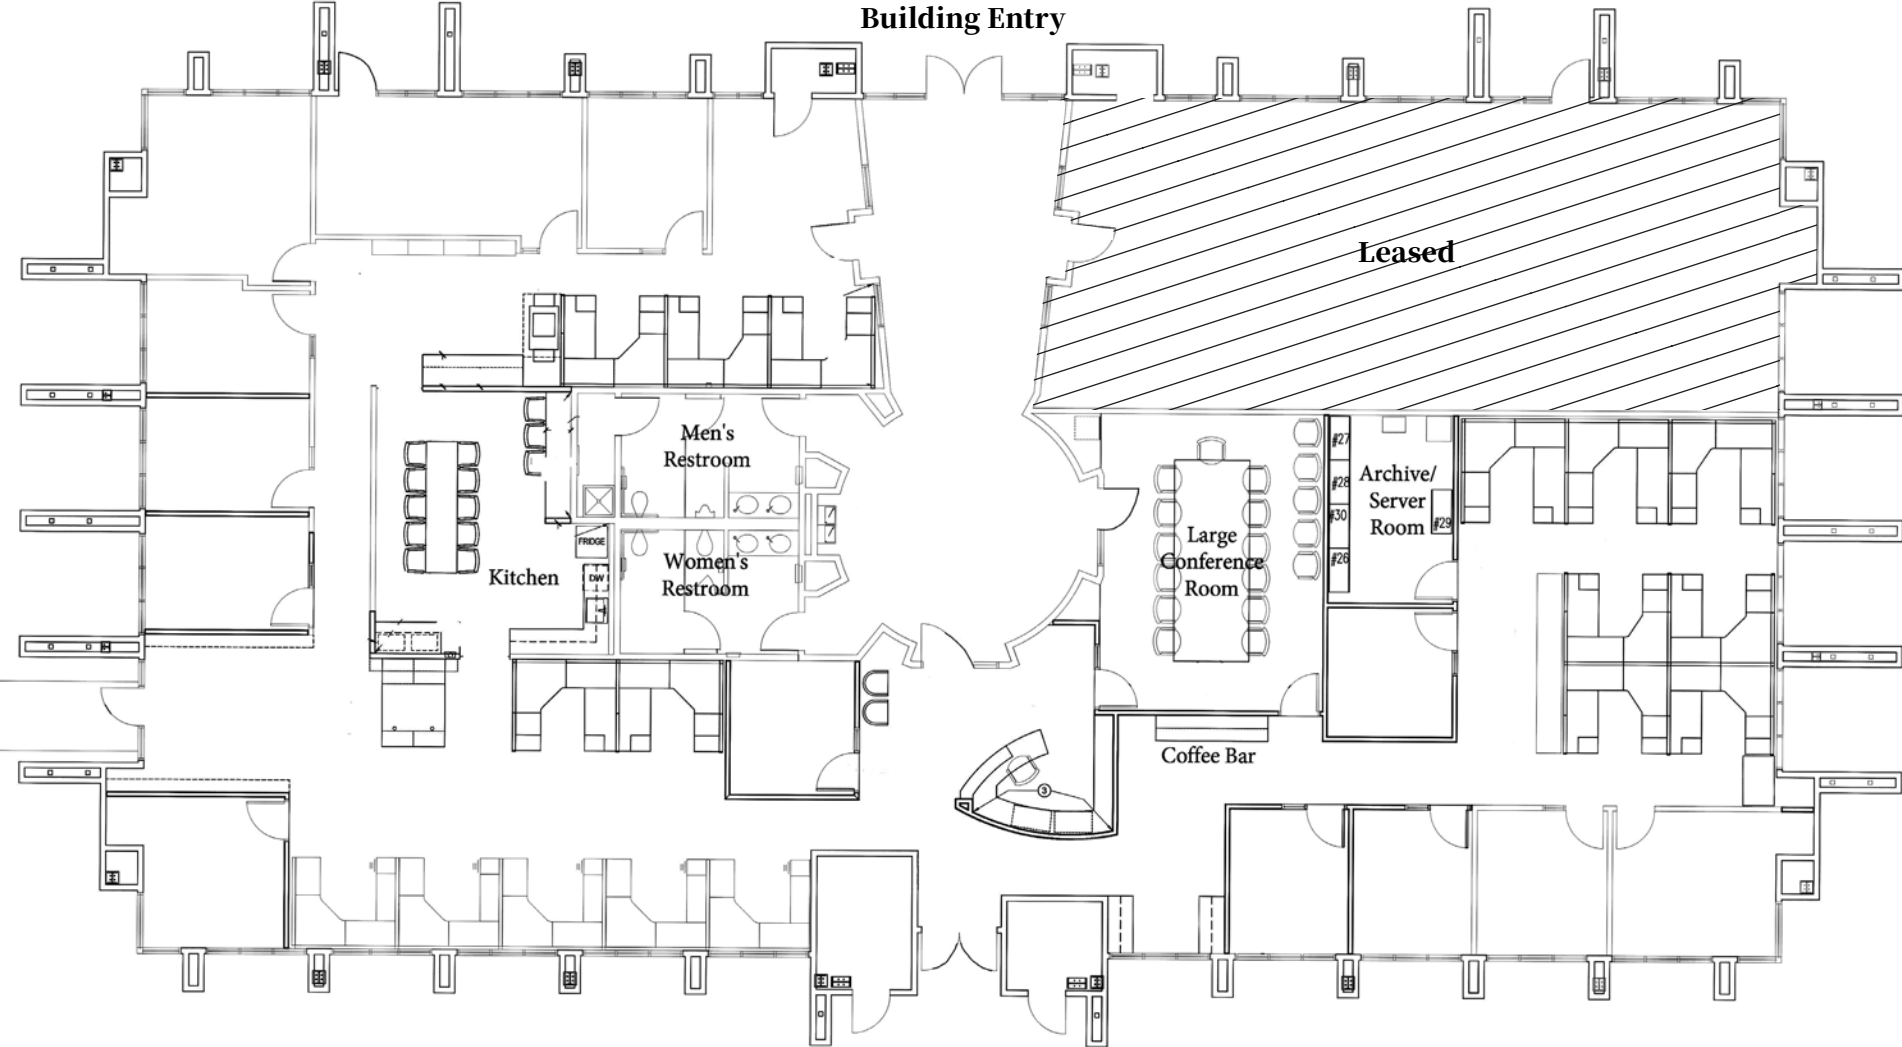 Building Entry
Leased
Men's
Restroom
#27
Archive/
Server
Room
#28
#30
#29
#26
Large
Conference
Room
FRIDGE
Women's
Restroom
Kitchen
DW
Coffee Bar
3